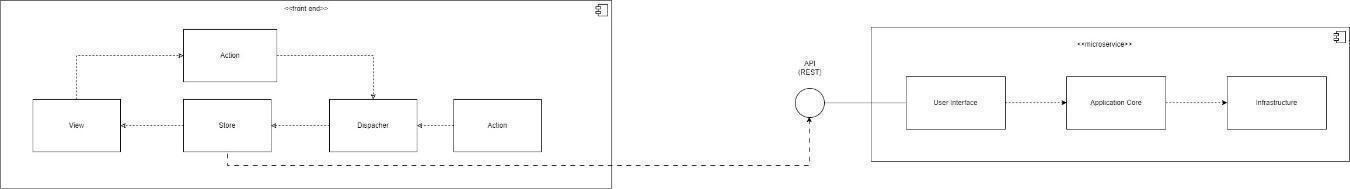 <<front end>>
Action
View
Store
Dispacher
Action
API
(REST)
<<microservice>>
User Interface
Application Core
Infrastructure